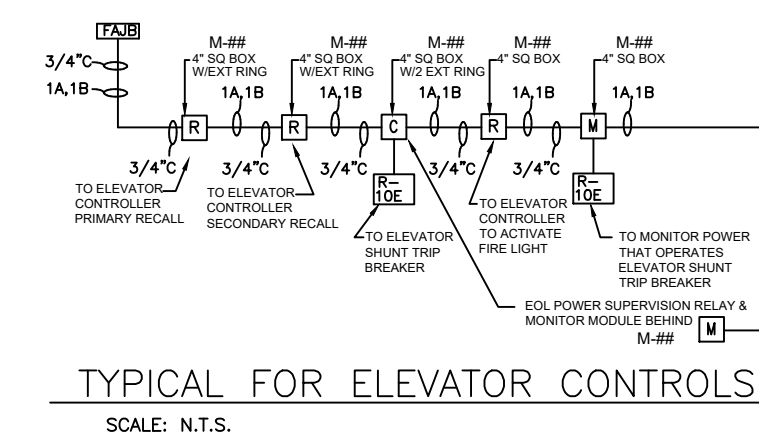 FAJB
3/4"C
1A,1B
M-##
4" SQ BOX
W/EXT RING
M-##
4" SQ BOX
W/EXT RING
M-##
4" SQ BOX
W/2 EXT RING
M-##
4" SQ BOX
M-##
4" SQ BOX
1A,1B
1A,1B
1A,1B
1A,1B
1A,1B
R
R
C
R
M
3/4"C
3/4"C
3/4"C
3/4"C
3/4"C
TO ELEVATOR
CONTROLLER
PRIMARY RECALL
TO ELEVATOR
CONTROLLER
SECONDARY RECALL
R-
10E
TO ELEVATOR
SHUNT TRIP
BREAKER
TO ELEVATOR
CONTROLLER
TO ACTIVATE
FIRE LIGHT
R-
10E
TO MONITOR POWER
THAT OPERATES
ELEVATOR SHUNT
TRIP BREAKER
EOL POWER SUPERVISION RELAY &
MONITOR MODULE BEHIND
M
M-##
TYPICAL FOR ELEVATOR CONTROLS
SCALE: N.T.S.